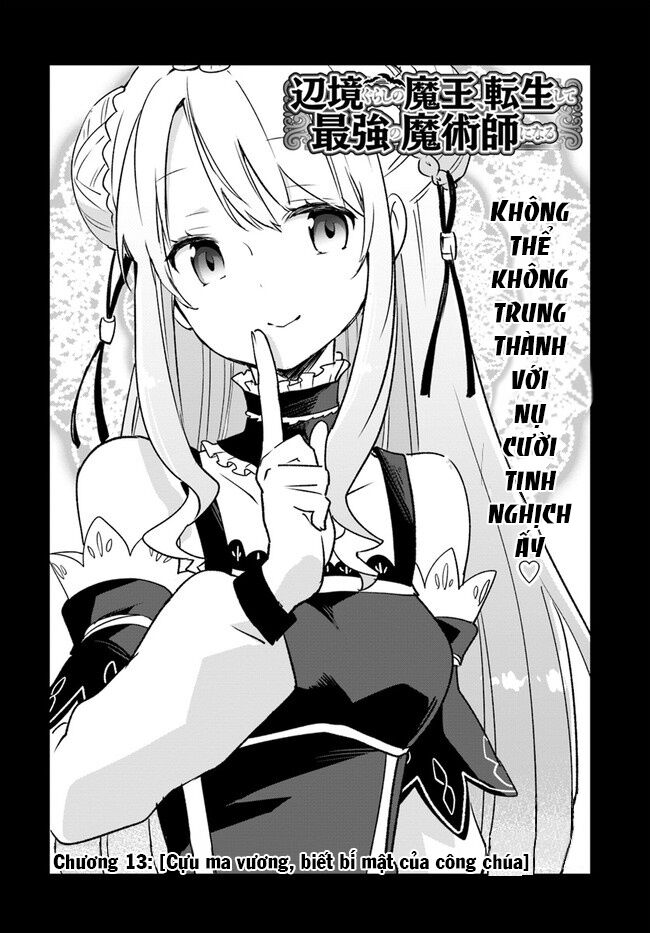 辺境ぐらしの魔王、転生して
最強の魔術師になる
KHÔNG
THỂ
KHÔNG
TRUNG
THÀNH
VỚI
NỤ
CƯỜI
TINH
NGHỊCH
ẤY♡
Chương 13: [Cựu ma vương, biết bí mật của công chúa]